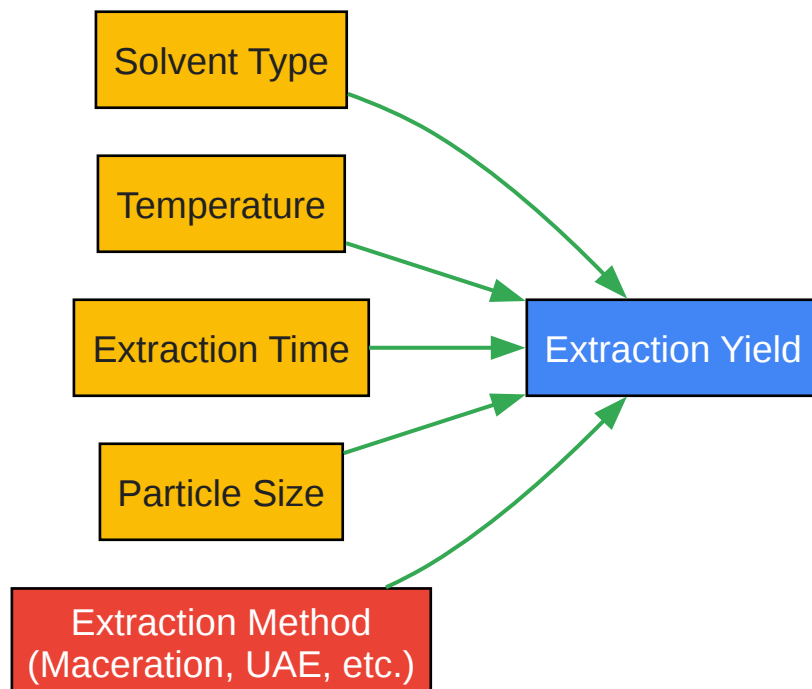 Solvent Type
Temperature
Extraction Time
Extraction Yield
Particle Size
Extraction Method
(Maceration, UAE, etc.)